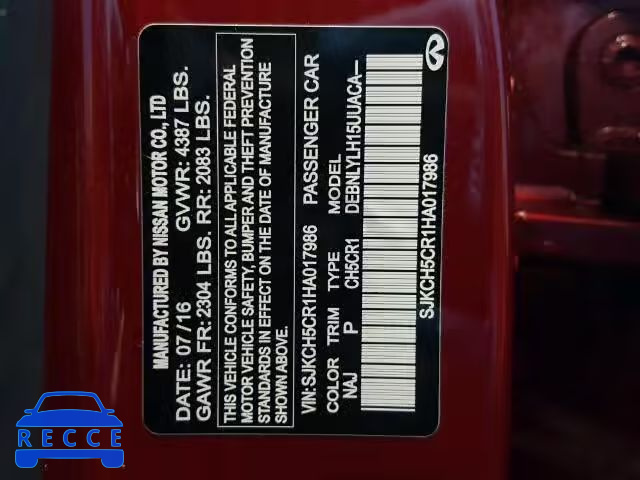 MANUFACTURED BY NISSAN MOTOR CO., LTD
DATE: 07/16 GVWR: 4387 LBS.
GAWR FR: 2304 LBS. RR: 2083 LBS.
THIS VEHICLE CONFORMS TO ALL APPLICABLE FEDERAL
MOTOR VEHICLE SAFETY, BUMPER AND THEFT PREVENTION
STANDARDS IN EFFECT ON THE DATE OF MANUFACTURE
SHOWN ABOVE.
VIN:SJKCH5CR1HA017986 PASSENGER CAR
COLOR TRIM TYPE MODEL
NAJ P CH5CR1 DEBNLYLH15UUACA—
SJKCH5CR1HA017986
RECCE